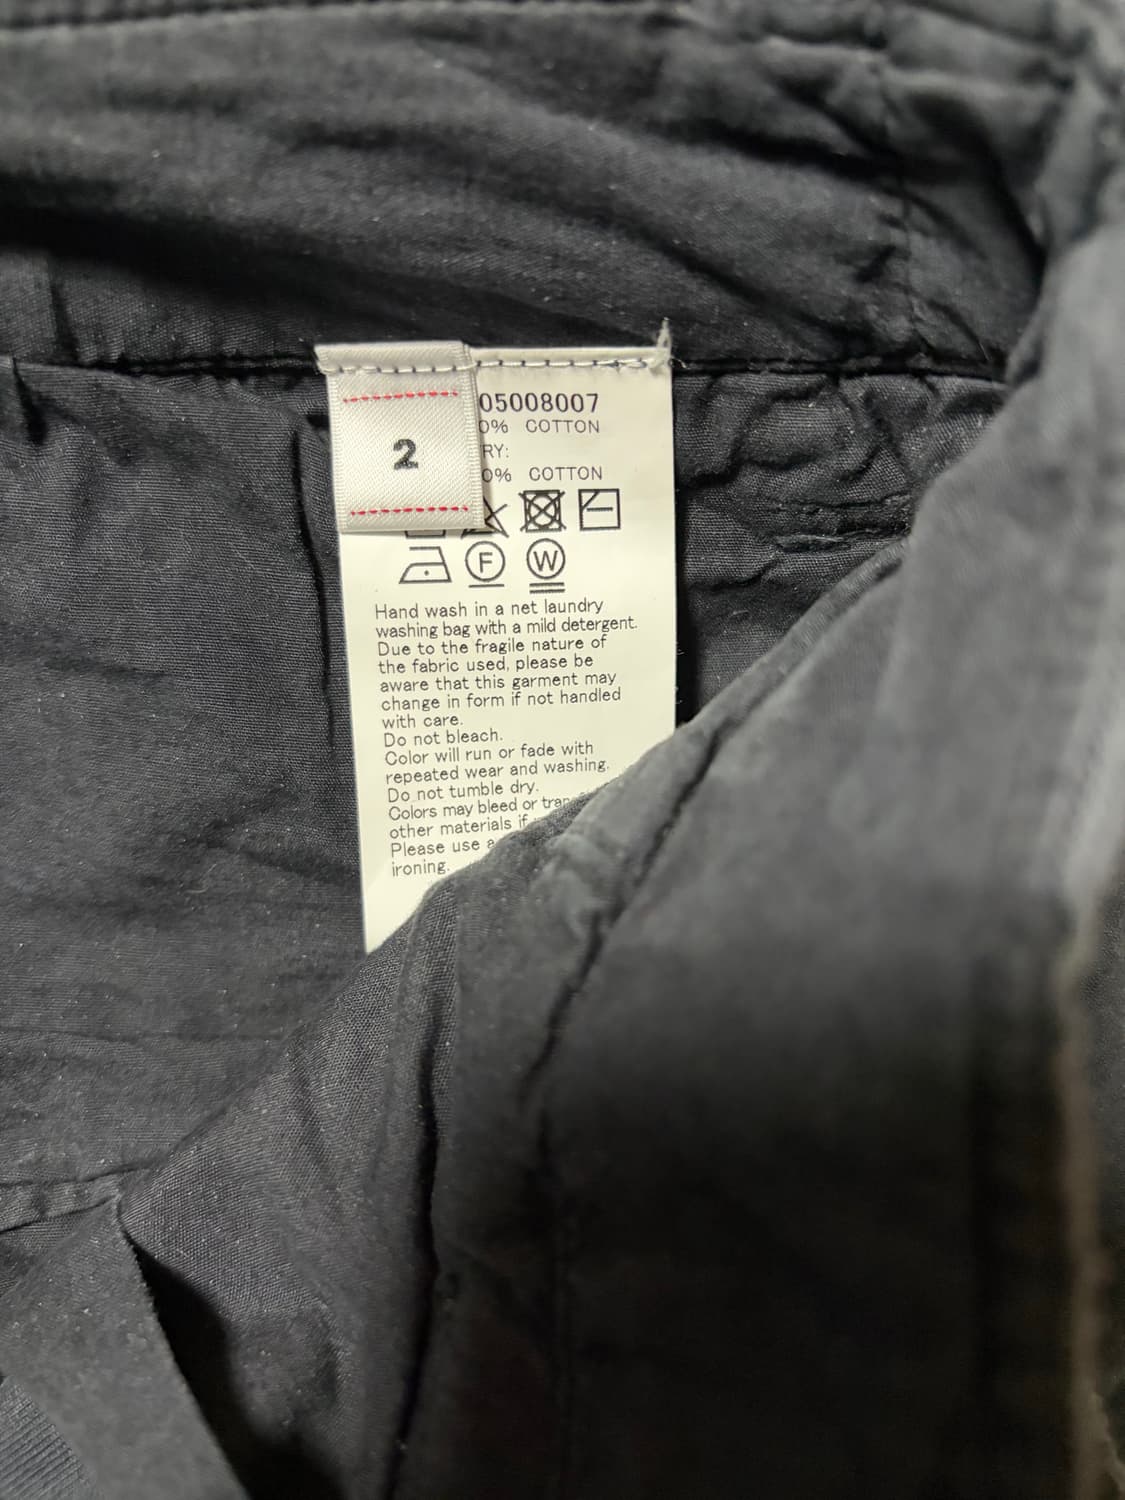 2
05008007
0% COTTON
RY:
0% COTTON
F W
Hand wash in a net laundry
washing bag with a mild detergent.
Due to the fragile nature of
the fabric used, please be
aware that this garment may
change in form if not handled
with care.
Do not bleach.
Color will run or fade with
repeated wear and washing.
Do not tumble dry.
Colors may bleed or
other materials if
Please use a
ironing.